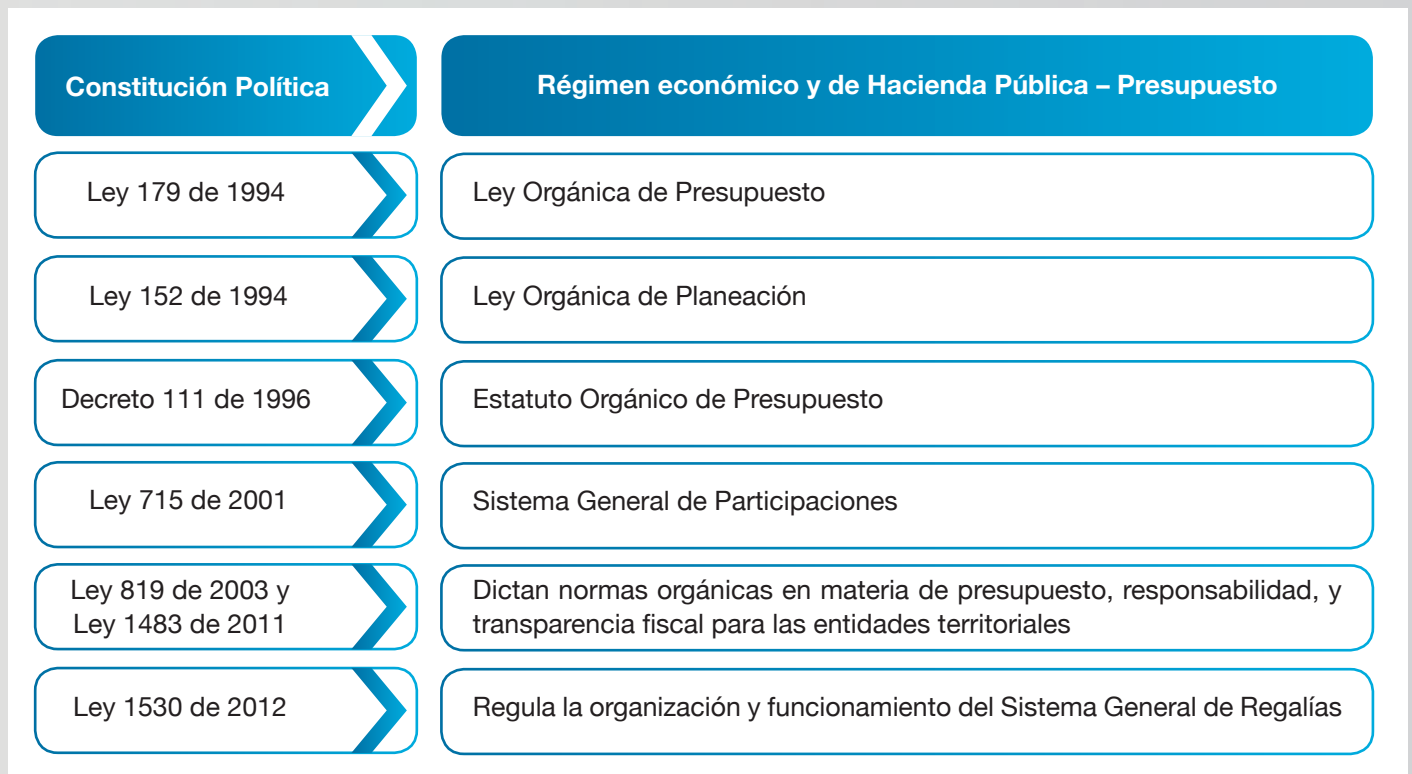 Constitución Política
Régimen económico y de Hacienda Pública – Presupuesto
Ley 179 de 1994
Ley Orgánica de Presupuesto
Ley 152 de 1994
Ley Orgánica de Planeación
Decreto 111 de 1996
Estatuto Orgánico de Presupuesto
Ley 715 de 2001
Sistema General de Participaciones
Ley 819 de 2003 y
Ley 1483 de 2011
Dictan normas orgánicas en materia de presupuesto, responsabilidad, y
transparencia fiscal para las entidades territoriales
Ley 1530 de 2012
Regula la organización y funcionamiento del Sistema General de Regalías